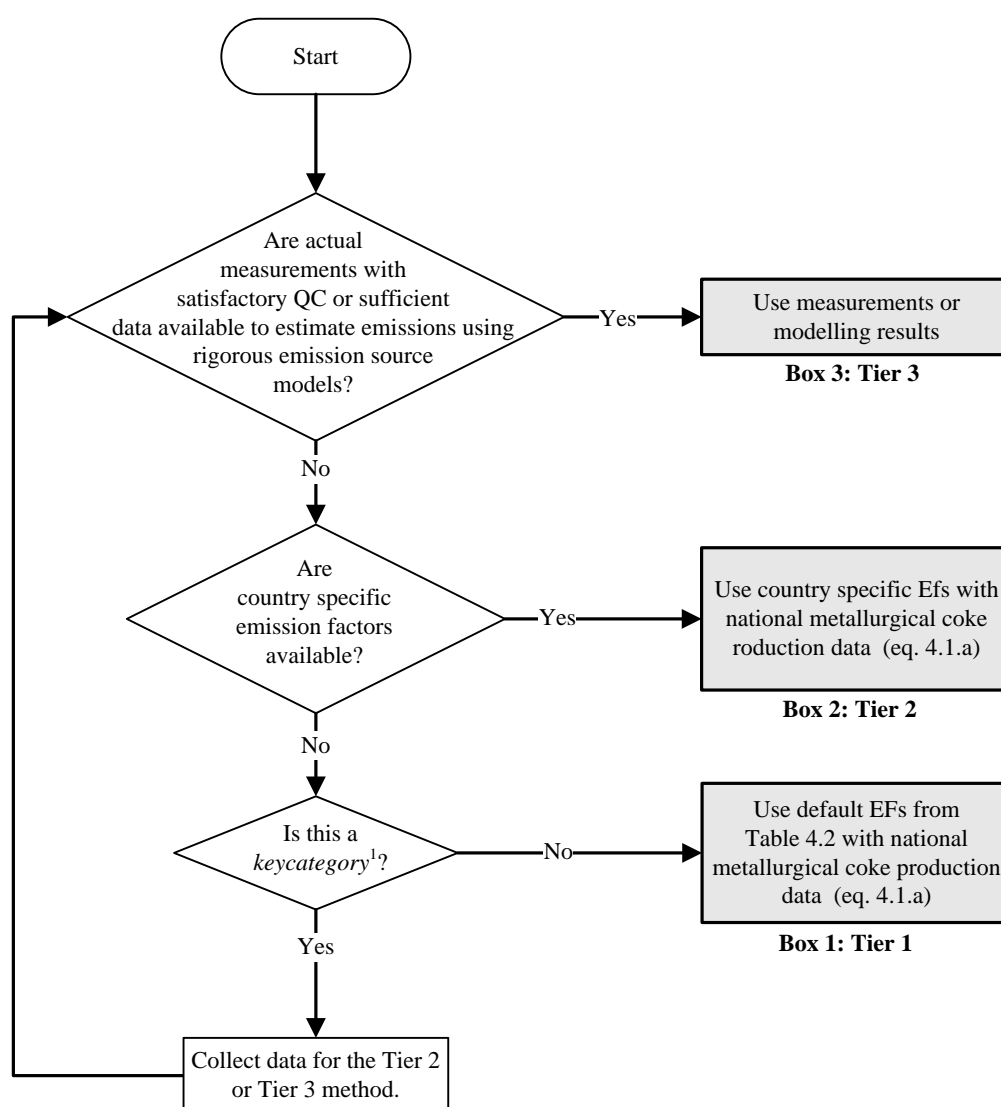 Start
Are actual
measurements with
satisfactory QC or sufficient
data available to estimate emissions using
rigorous emission source
models?
Yes
Use measurements or
modelling results
Box 3: Tier 3
No
Are
country specific
emission factors
available?
Yes
Use country specific Efs with
national metallurgical coke
roduction data (eq. 4.1.a)
Box 2: Tier 2
No
Is this a
keycategory¹?
No
Use default EFs from
Table 4.2 with national
metallurgical coke production
data (eq. 4.1.a)
Box 1: Tier 1
Yes
Collect data for the Tier 2
or Tier 3 method.